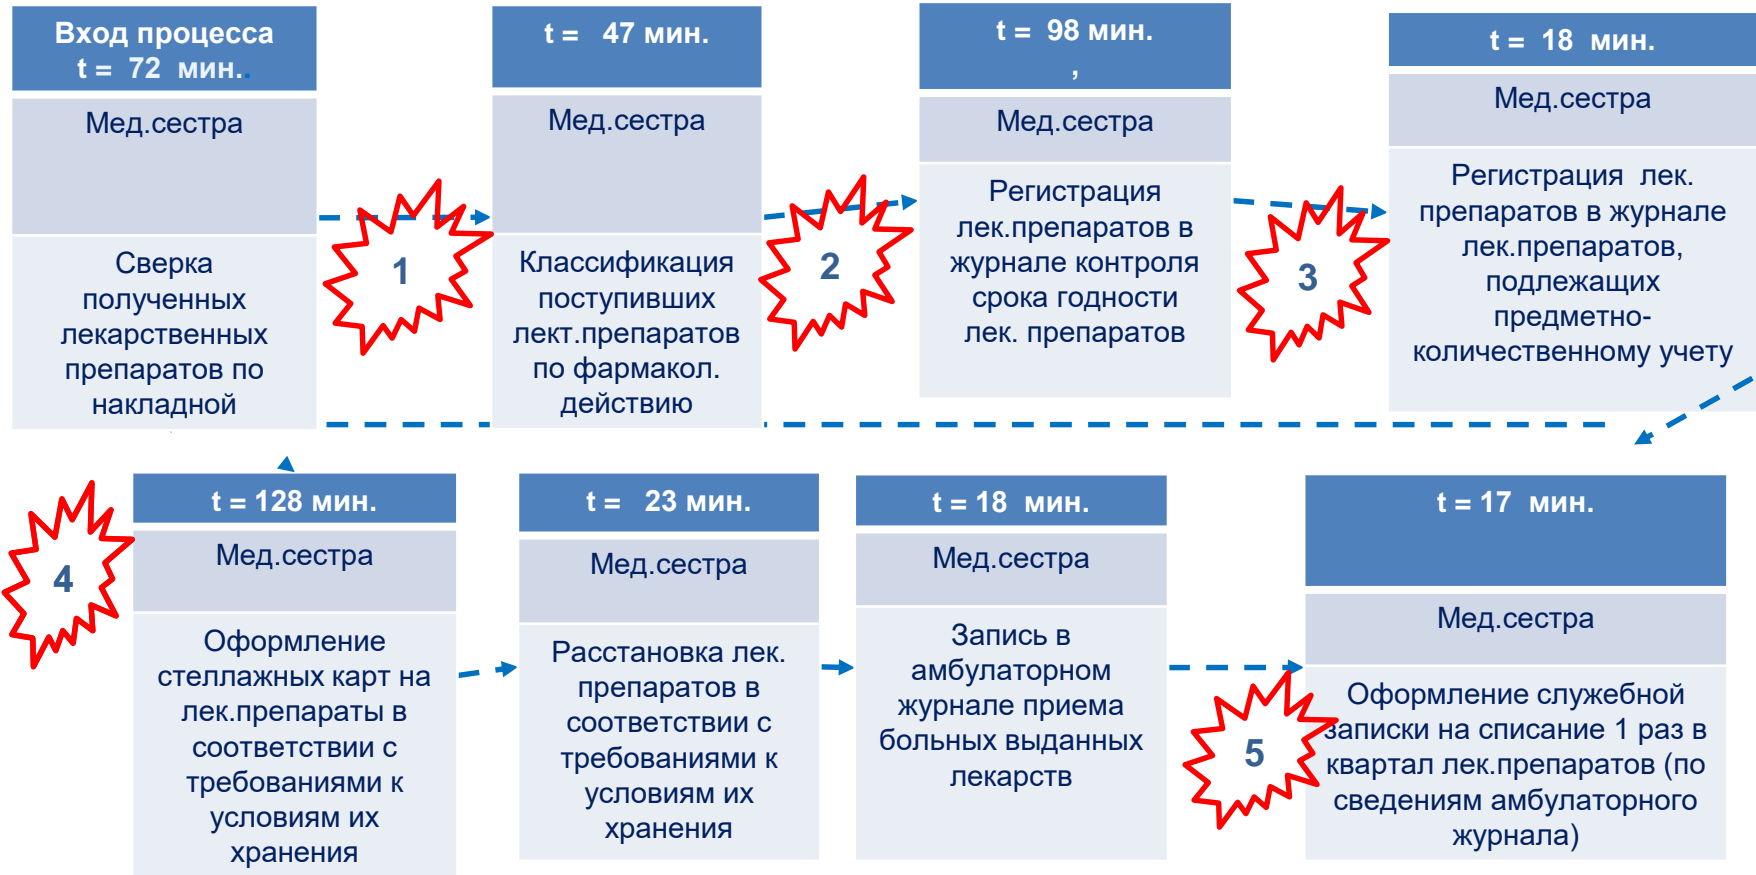 Вход процесса
t = 72 мин..
Мед.сестра
Сверка
полученных
лекарственных
препаратов по
накладной
1
t = 47 мин.
Мед.сестра
Классификация
поступивших
лект.препаратов
по фармакол.
действию
2
t = 98 мин.
,
Мед.сестра
Регистрация
лек.препаратов в
журнале контроля
срока годности
лек. препаратов
3
t = 18 мин.
Мед.сестра
Регистрация лек.
препаратов в журнале
лек.препаратов,
подлежащих
предметно-
количественному учету
4
t = 128 мин.
Мед.сестра
Оформление
стеллажных карт на
лек.препараты в
соответствии с
требованиями к
условиям их
хранения
t = 23 мин.
Мед.сестра
Расстановка лек.
препаратов в
соответствии с
требованиями к
условиям их
хранения
t = 18 мин.
Мед.сестра
Запись в
амбулаторном
журнале приема
больных выданных
лекарств
5
t = 17 мин.
Мед.сестра
Оформление служебной
записки на списание 1 раз в
квартал лек.препаратов (по
сведениям амбулаторного
журнала)